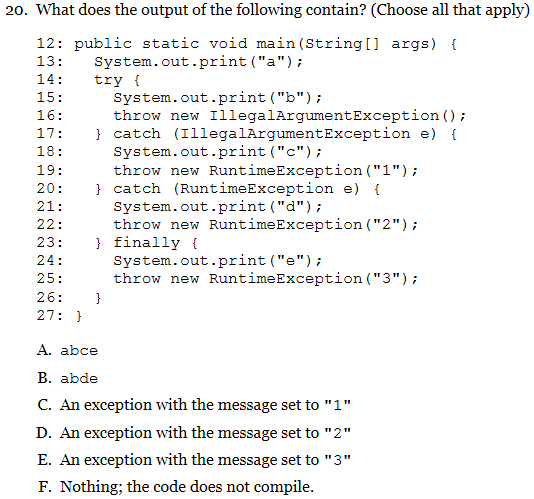 20. What does the output of the following contain? (Choose all that apply)
12: public static void main(String[] args) {
13:   System.out.print("a");
14:   try {
15:     System.out.print("b");
16:     throw new IllegalArgumentException();
17:   } catch (IllegalArgumentException e) {
18:     System.out.print("c");
19:     throw new RuntimeException("1");
20:   } catch (RuntimeException e) {
21:     System.out.print("d");
22:     throw new RuntimeException("2");
23:   } finally {
24:     System.out.print("e");
25:     throw new RuntimeException("3");
26:   }
27: }
A. abce
B. abde
C. An exception with the message set to "1"
D. An exception with the message set to "2"
E. An exception with the message set to "3"
F. Nothing; the code does not compile.